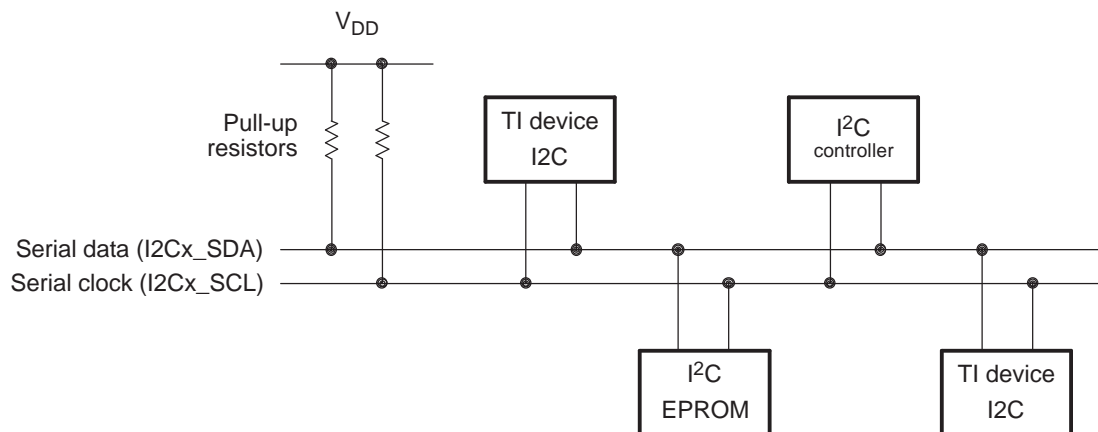 VDD
Pull-up
resistors
TI device
I2C
I2C
controller
Serial data (I2Cx_SDA)
Serial clock (I2Cx_SCL)
I2C
EPROM
TI device
I2C